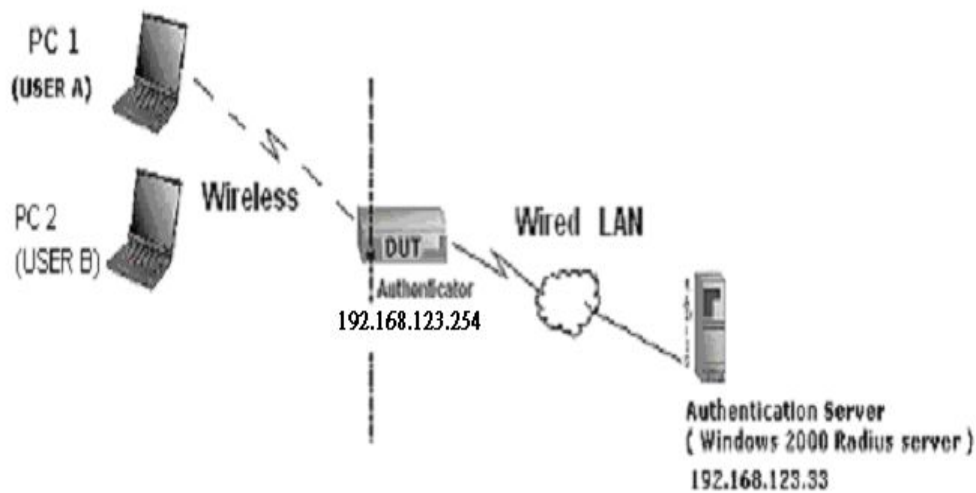 PC 1
(USER A)
PC 2
(USER B)
Wireless
DUT
Authenticator
192.168.123.254
Wired LAN
Authentication Server
( Windows 2000 Radius server )
192.168.123.33